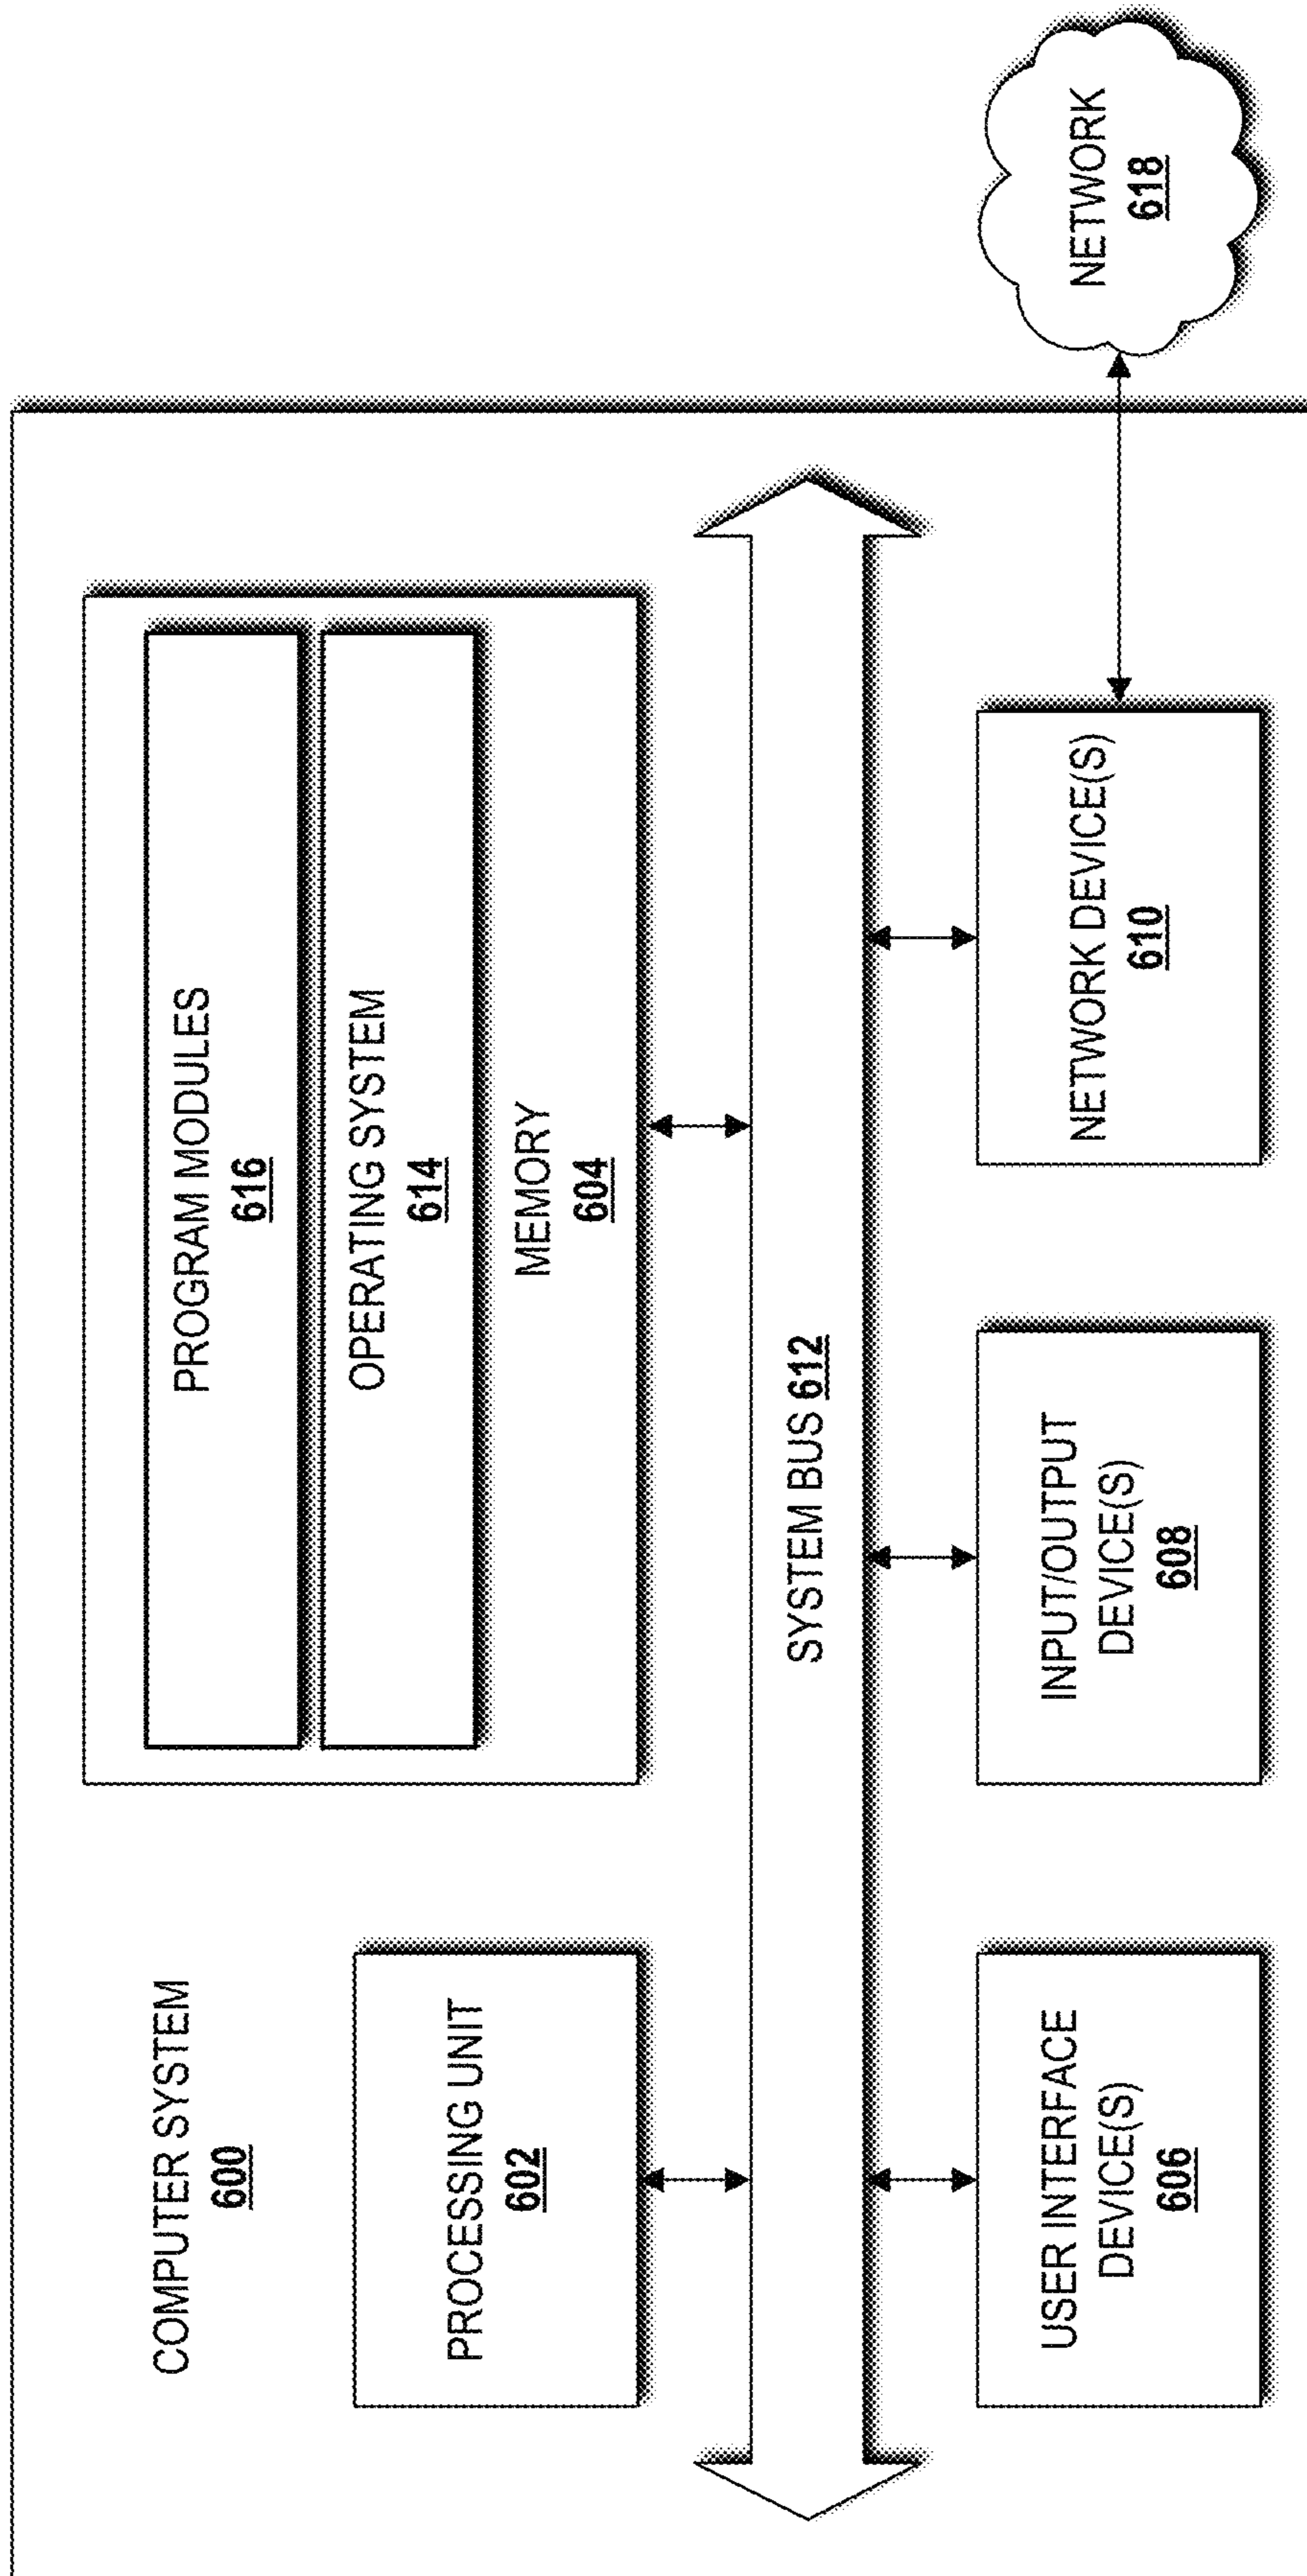 COMPUTER SYSTEM
600
PROCESSING UNIT
602
PROGRAM MODULES
616
OPERATING SYSTEM
614
MEMORY
604
SYSTEM BUS 612
USER INTERFACE
DEVICE(S)
606
INPUT/OUTPUT
DEVICE(S)
608
NETWORK DEVICE(S)
610
NETWORK
618